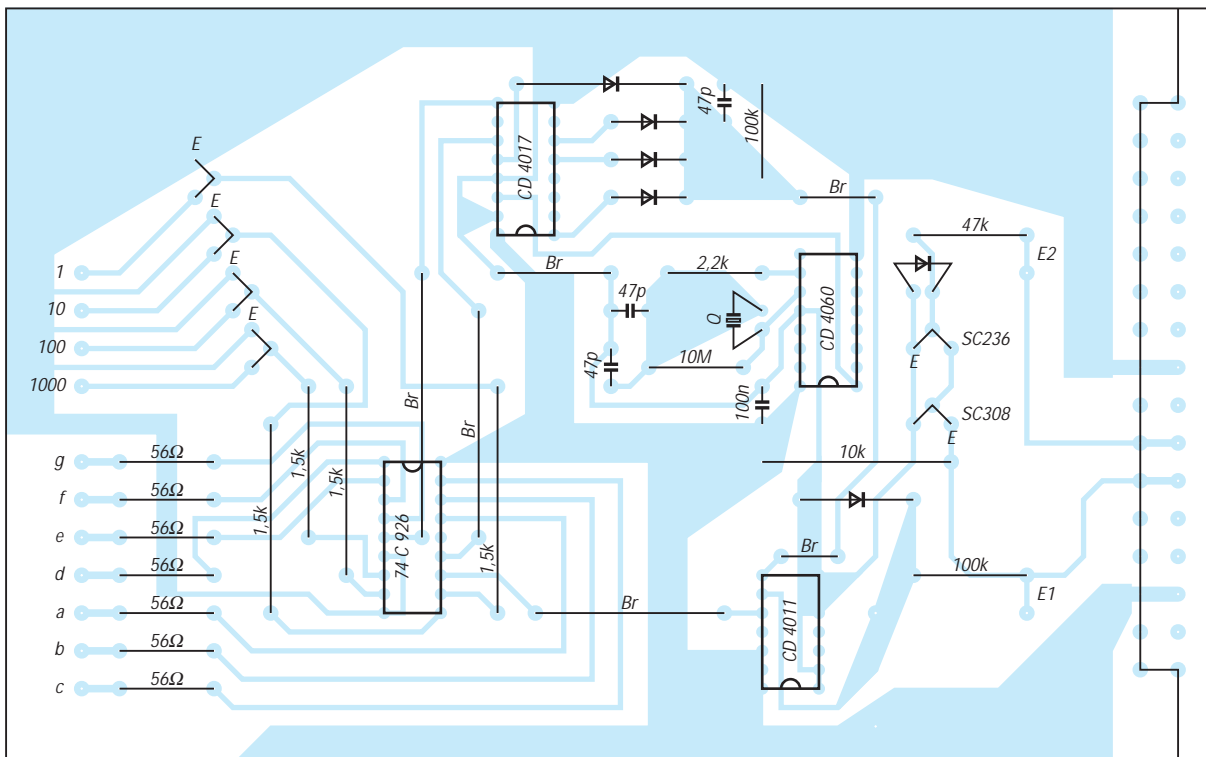 47p
100k
CD 4017
E
Br
E
47k
E2
1
E
Br
2,2k
10
47p
Q
CD 4060
100
E
SC236
E
1000
47p
10M
100n
SC308
E
Br
Br
g
56Ω
10k
1,5k
1,5k
1,5k
f
56Ω
e
56Ω
74 C 926
1,5k
Br
d
56Ω
100k
a
56Ω
Br
E1
b
56Ω
CD 4011
c
56Ω